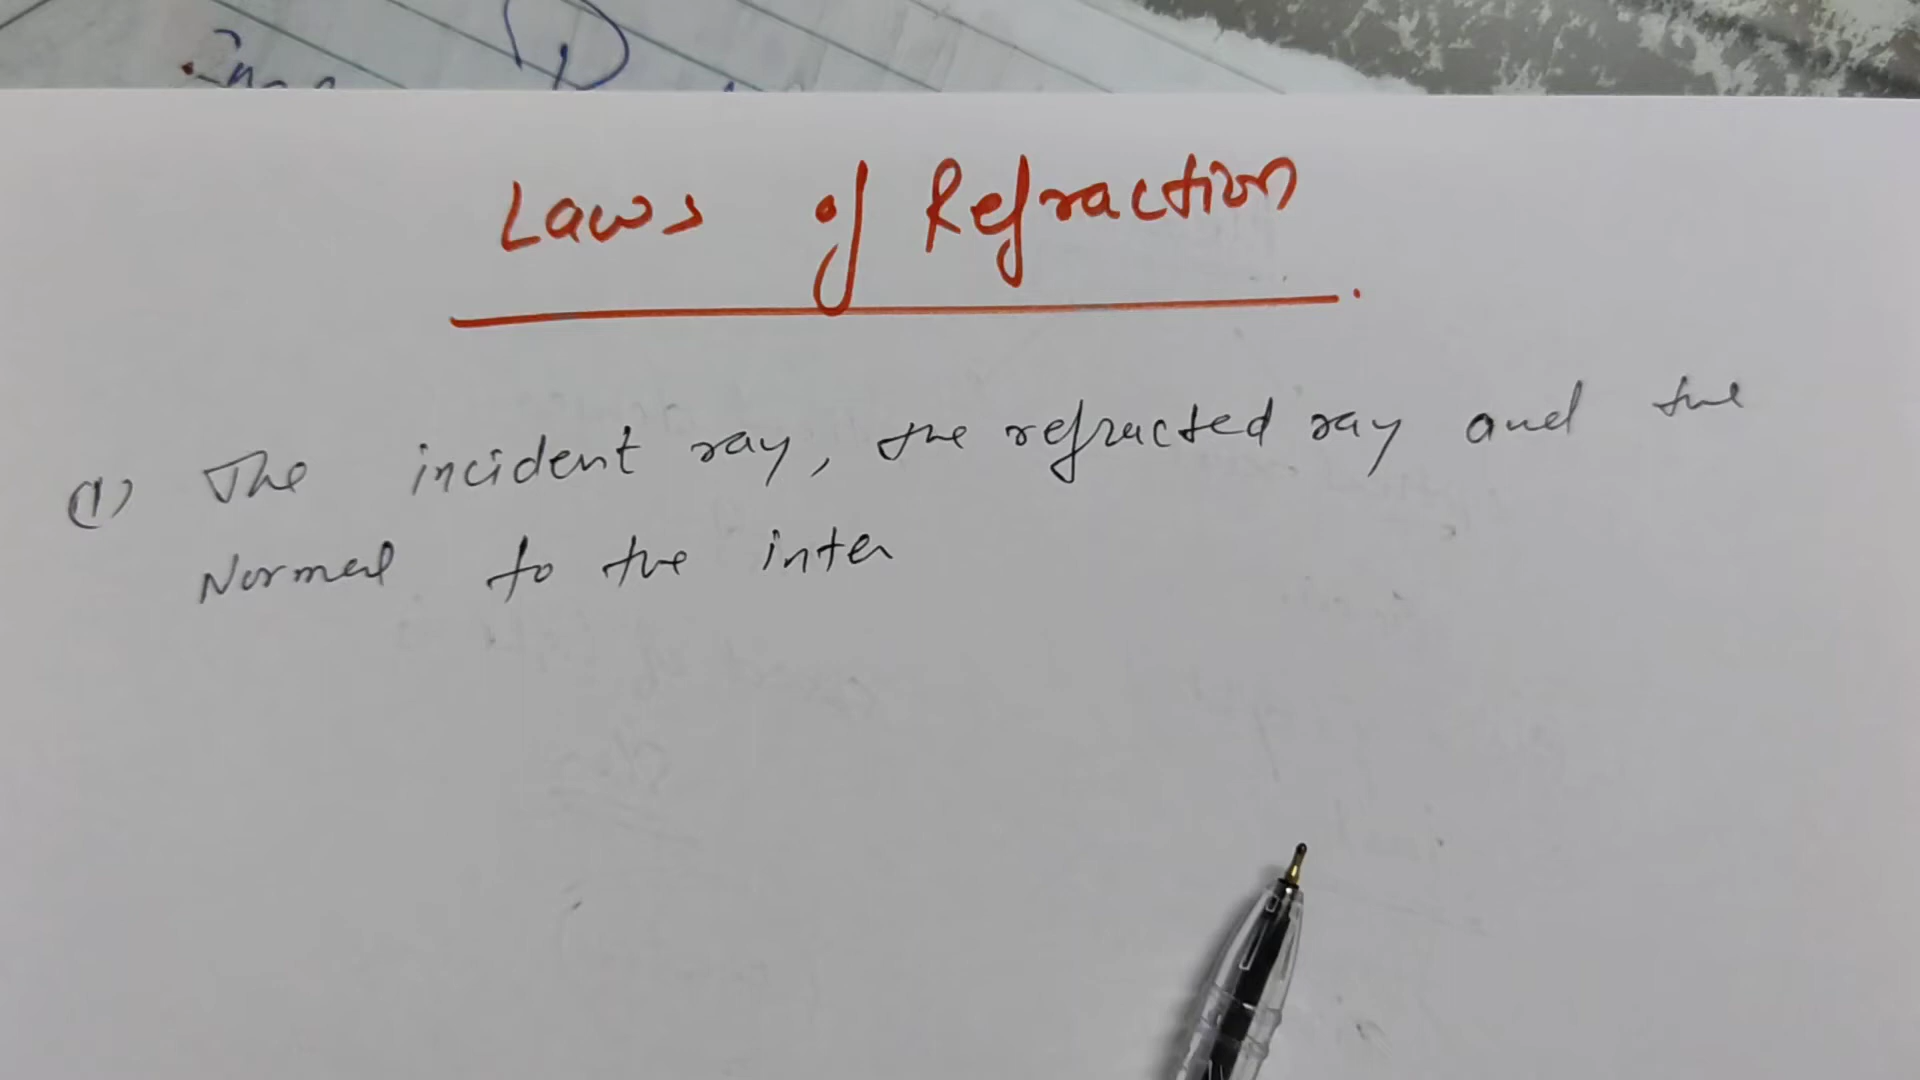 Laws of Refraction.
(1) The incident ray, the refracted ray and the
Normal to the inter